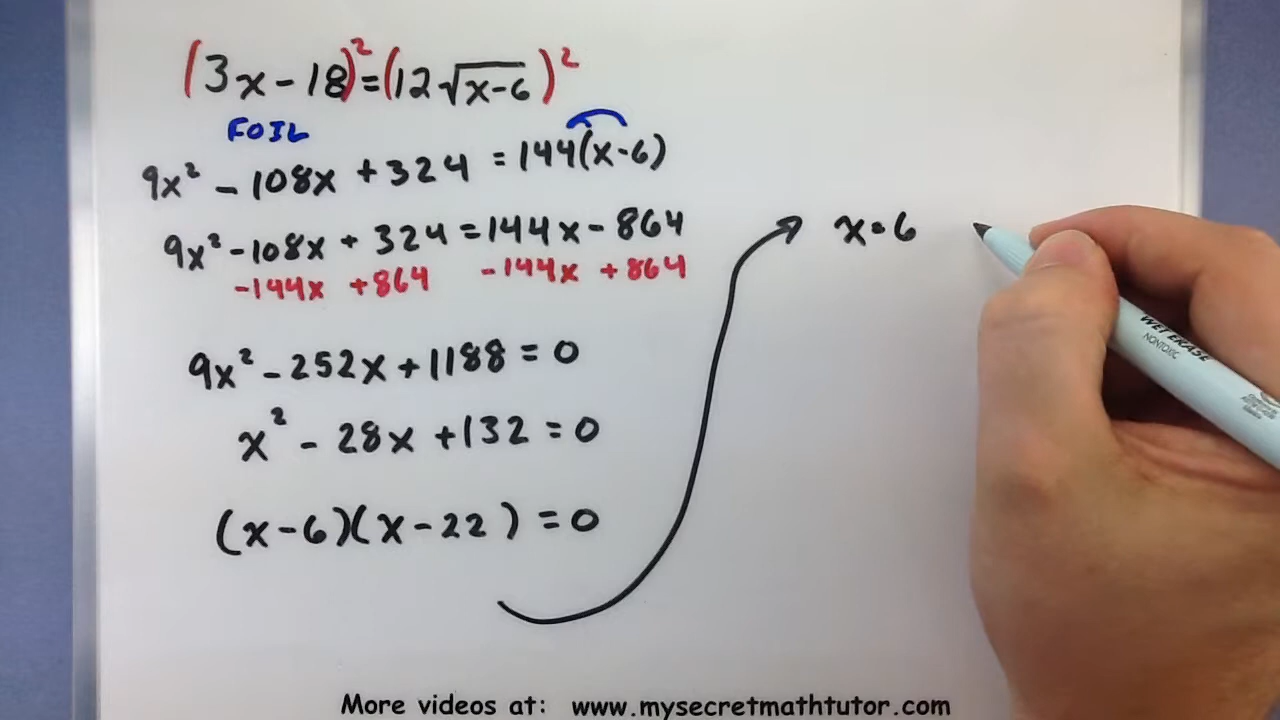 (3x-18)²=(12√x-6)²
FOIL
9x² - 108x + 324 = 144(x-6)
9x² - 108x + 324 = 144x - 864
-144x +864 -144x +864
9x² - 252x + 1188 = 0
x² - 28x + 132 = 0
(x-6)(x-22) = 0
x=6
WET ERASE
NONTOXIC
More videos at: www.mysecretmathtutor.com